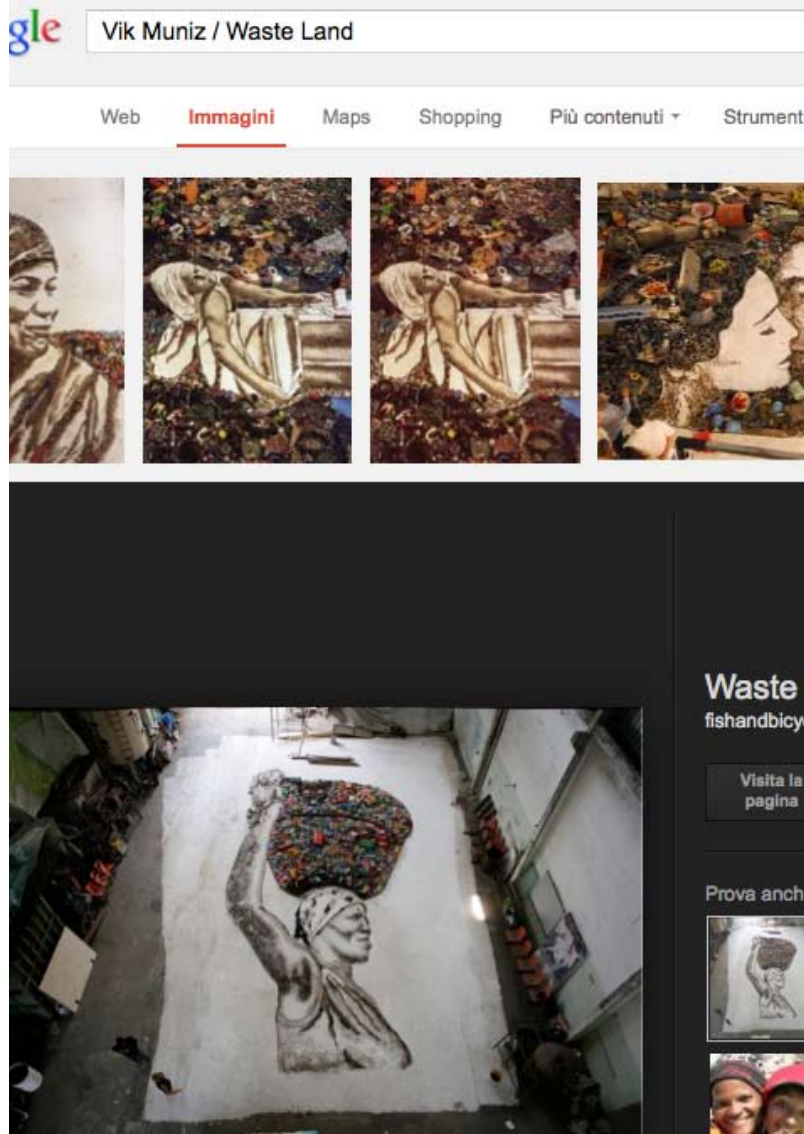 gle
Vik Muniz / Waste Land
Web Immagini Maps Shopping Più contenuti Strument
Waste
fishandbicy
Visita la
pagina
Prova anch